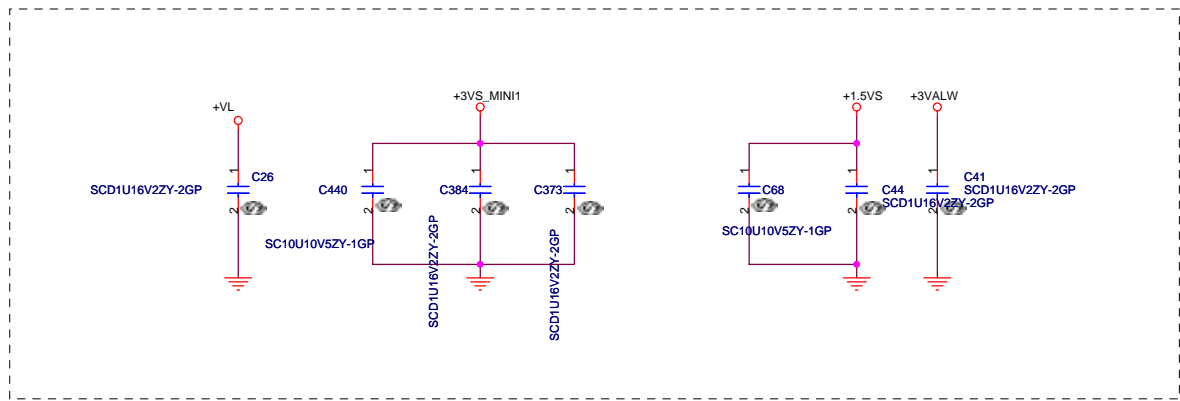 +VL
+3VS_MINI1
+1.5VS
+3VALW
1
C26
SCD1U16V2ZY-2GP
2
1
C440
2
SC10U10V5ZY-1GP
1
C384
2
SCD1U16V2ZY-2GP
1
C373
2
SCD1U16V2ZY-2GP
1
C68
2
SC10U10V5ZY-1GP
1
C44
2
SCD1U16V2ZY-2GP
1
C41
SCD1U16V2ZY-2GP
2